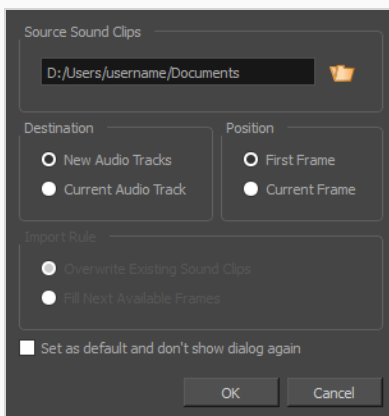 Source Sound Clips
D:/Users/username/Documents
Destination
Position
New Audio Tracks
First Frame
Current Audio Track
Current Frame
Import Rule
Overwrite Existing Sound Clips
Fill Next Available Frames
Set as default and don't show dialog again
OK
Cancel